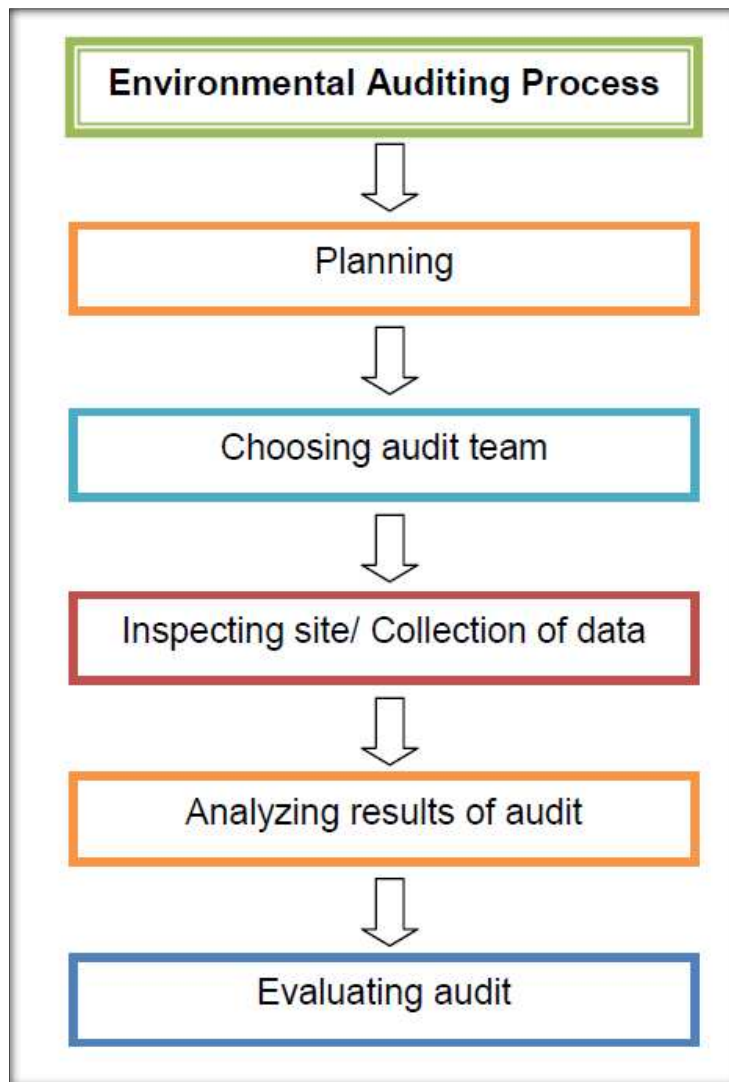 Environmental Auditing Process
Planning
Choosing audit team
Inspecting site/ Collection of data
Analyzing results of audit
Evaluating audit